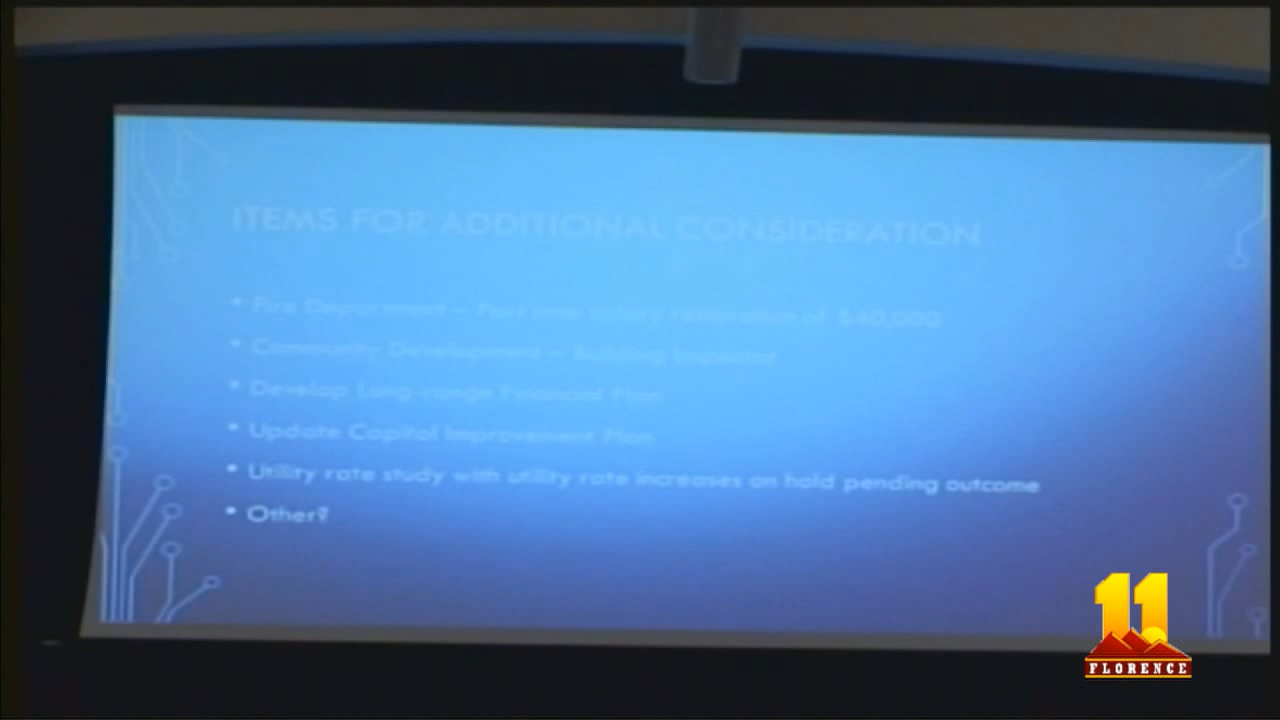 ITEMS FOR ADDITIONAL CONSIDERATION
• Fire Department – Part time salary restoration of $40,000
• Community Development – Building Inspector
• Develop Long-range Financial Plan
• Update Capital Improvement Plan
• Utility rate study with utility rate increases on hold pending outcome
• Other?
11
FLORENCE